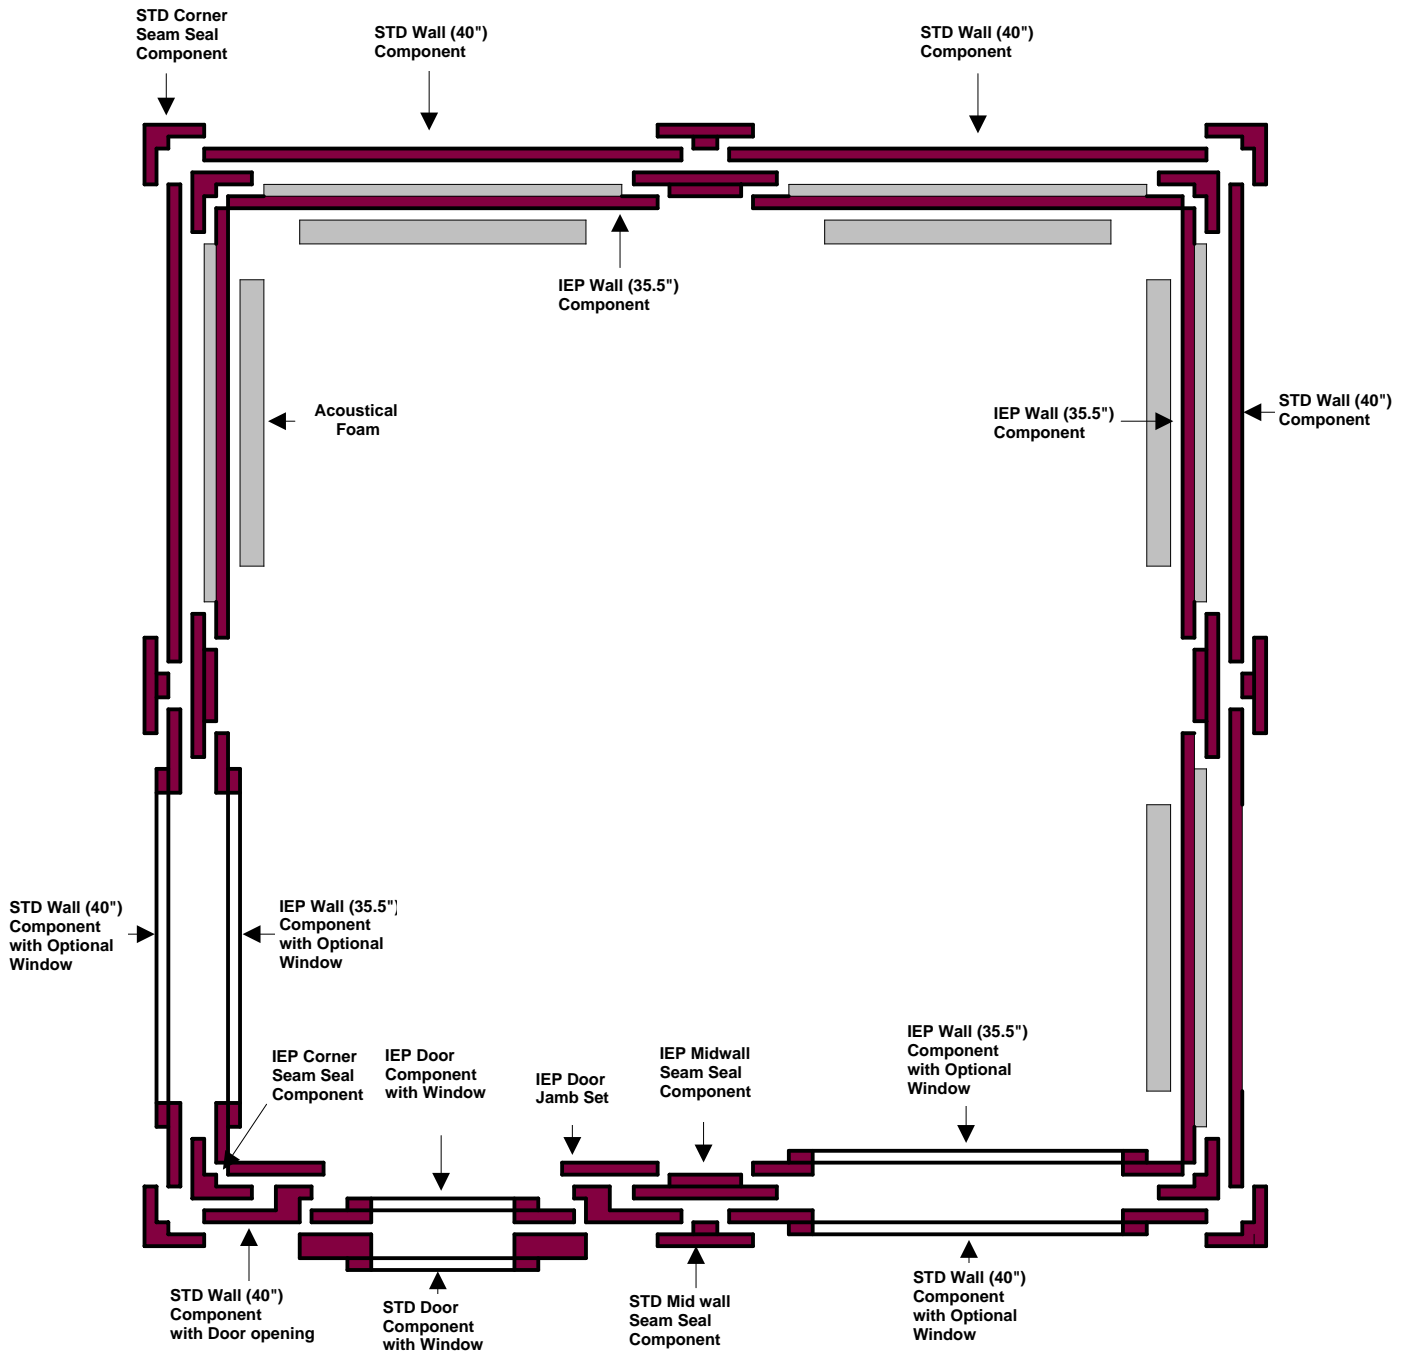 STD Corner
Seam Seal
Component
STD Wall (40")
Component
STD Wall (40")
Component
IEP Wall (35.5")
Component
Acoustical
Foam
IEP Wall (35.5")
Component
STD Wall (40")
Component
STD Wall (40")
Component
with Optional
Window
IEP Wall (35.5")
Component
with Optional
Window
IEP Corner
Seam Seal
Component
IEP Door
Component
with Window
IEP Door
Jamb Set
IEP Midwall
Seam Seal
Component
IEP Wall (35.5")
Component
with Optional
Window
STD Wall (40")
Component
with Door opening
STD Door
Component
with Window
STD Mid wall
Seam Seal
Component
STD Wall (40")
Component
with Optional
Window